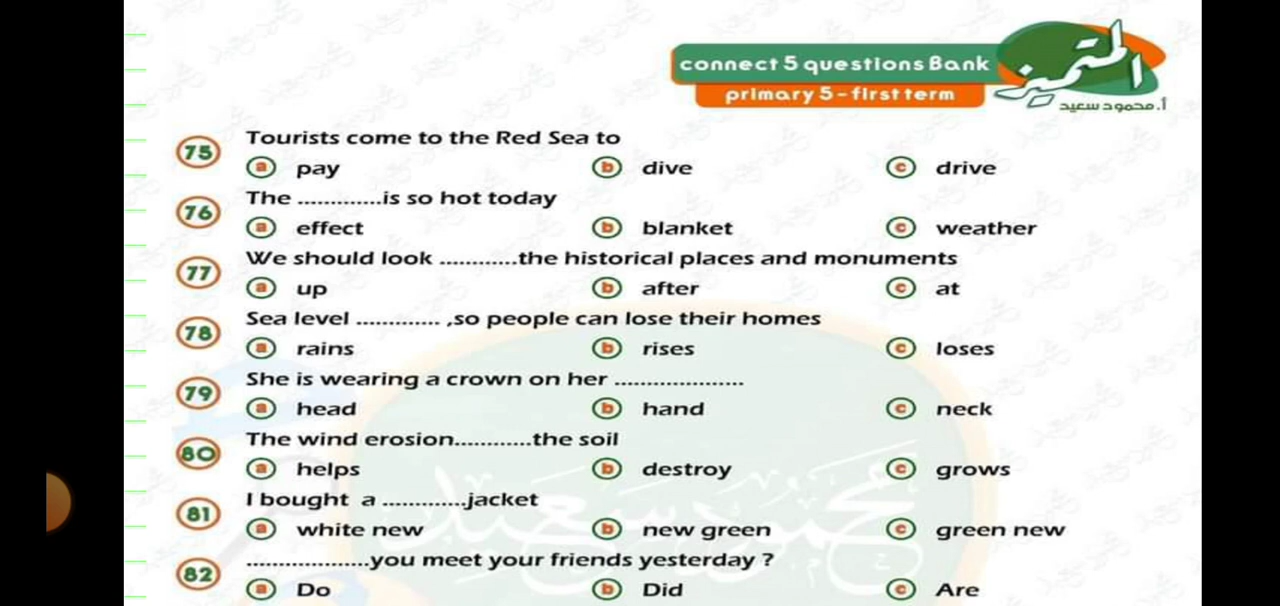 connect 5 questions Bank
primary 5 - first term
المتميز
أ. محمود سعيد
75 Tourists come to the Red Sea to
a pay b dive c drive
76 The .............is so hot today
a effect b blanket c weather
77 We should look ............the historical places and monuments
a up b after c at
78 Sea level ............. ,so people can lose their homes
a rains b rises c loses
79 She is wearing a crown on her ....................
a head b hand c neck
80 The wind erosion............the soil
a helps b destroy c grows
81 I bought a .............jacket
a white new b new green c green new
82 ...................you meet your friends yesterday ?
a Do b Did c Are
محمود سعيد